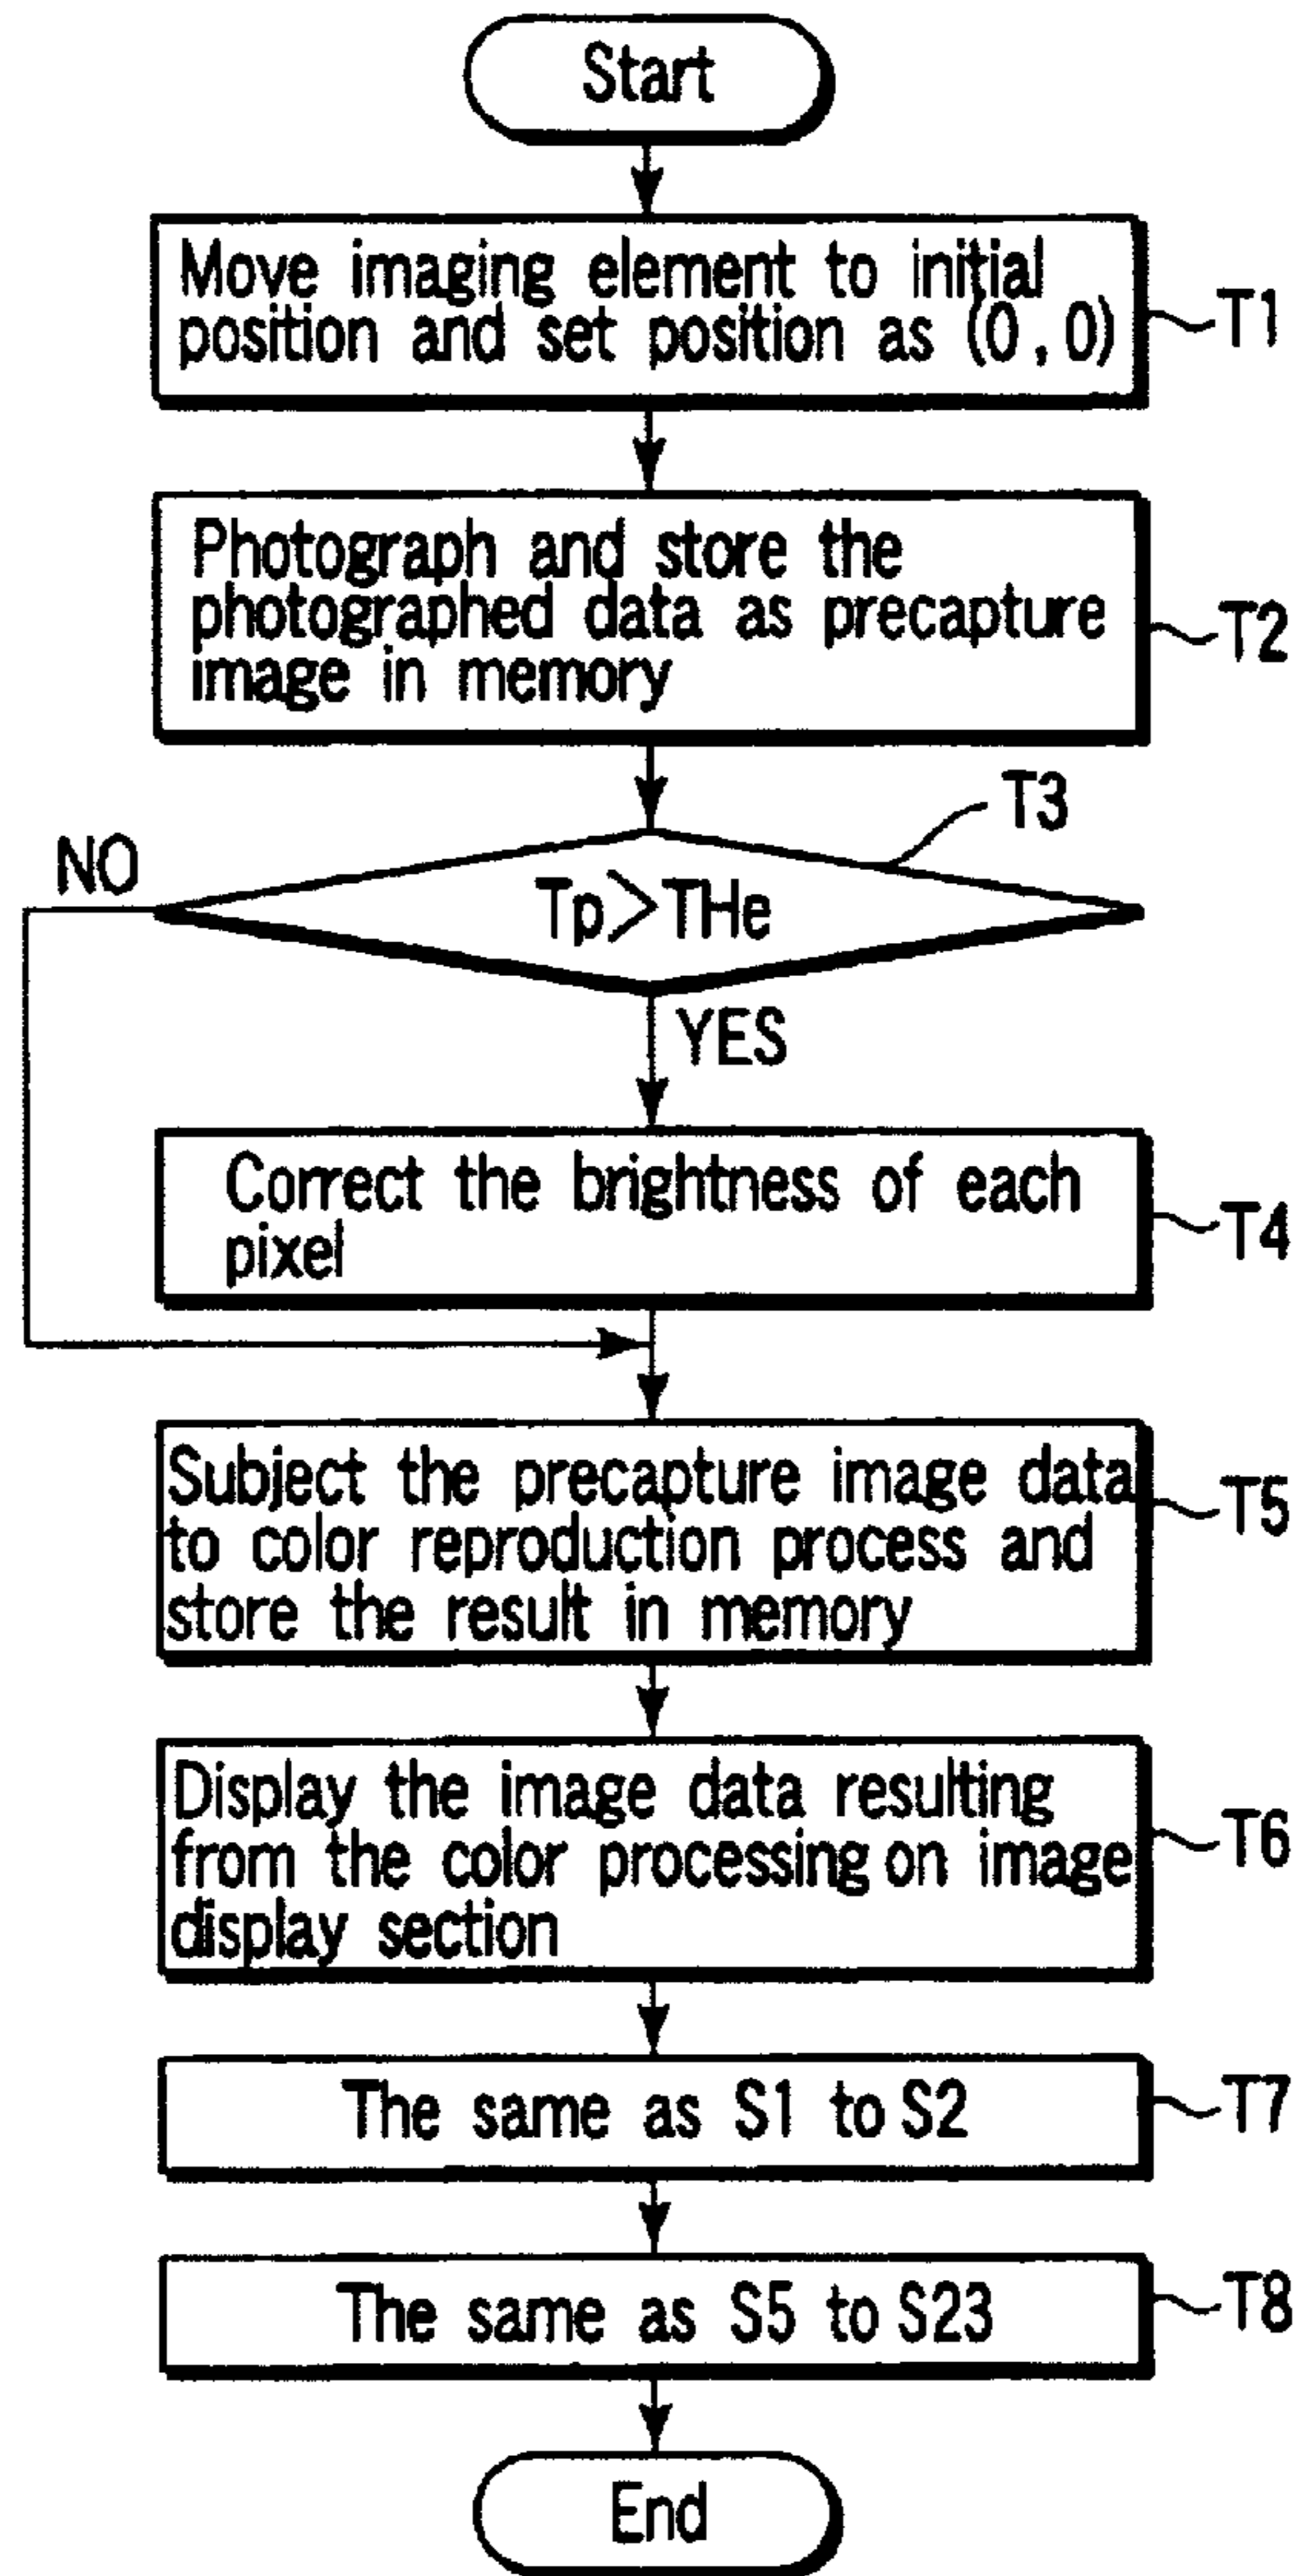 Start
Move imaging element to initial
position and set position as (0,0)
T1
Photograph and store the
photographed data as precapture
image in memory
T2
T3
NO
Tp>THe
YES
Correct the brightness of each
pixel
T4
Subject the precapture image data
to color reproduction process and
store the result in memory
T5
Display the image data resulting
from the color processing on image
display section
T6
The same as S1 to S2
T7
The same as S5 to S23
T8
End